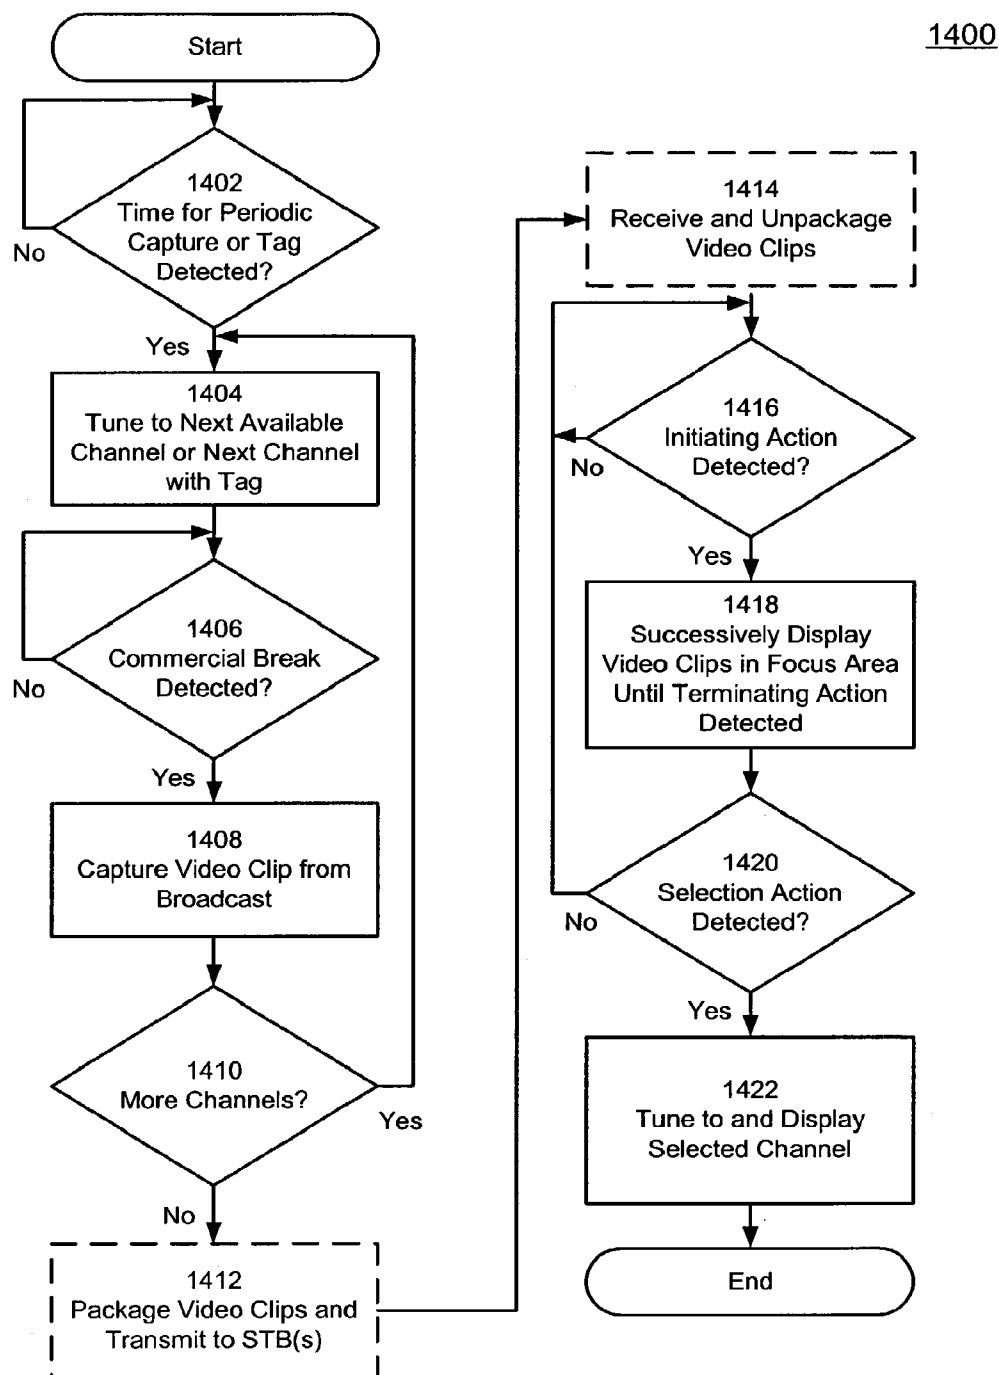 1400
Start
1402
Time for Periodic
Capture or Tag
Detected?
No
Yes
1404
Tune to Next Available
Channel or Next Channel
with Tag
1406
Commercial Break
Detected?
No
Yes
1408
Capture Video Clip from
Broadcast
1410
More Channels?
Yes
No
1412
Package Video Clips and
Transmit to STB(s)
1414
Receive and Unpackage
Video Clips
1416
Initiating Action
Detected?
No
Yes
1418
Successively Display
Video Clips in Focus Area
Until Terminating Action
Detected
1420
Selection Action
Detected?
No
Yes
1422
Tune to and Display
Selected Channel
End